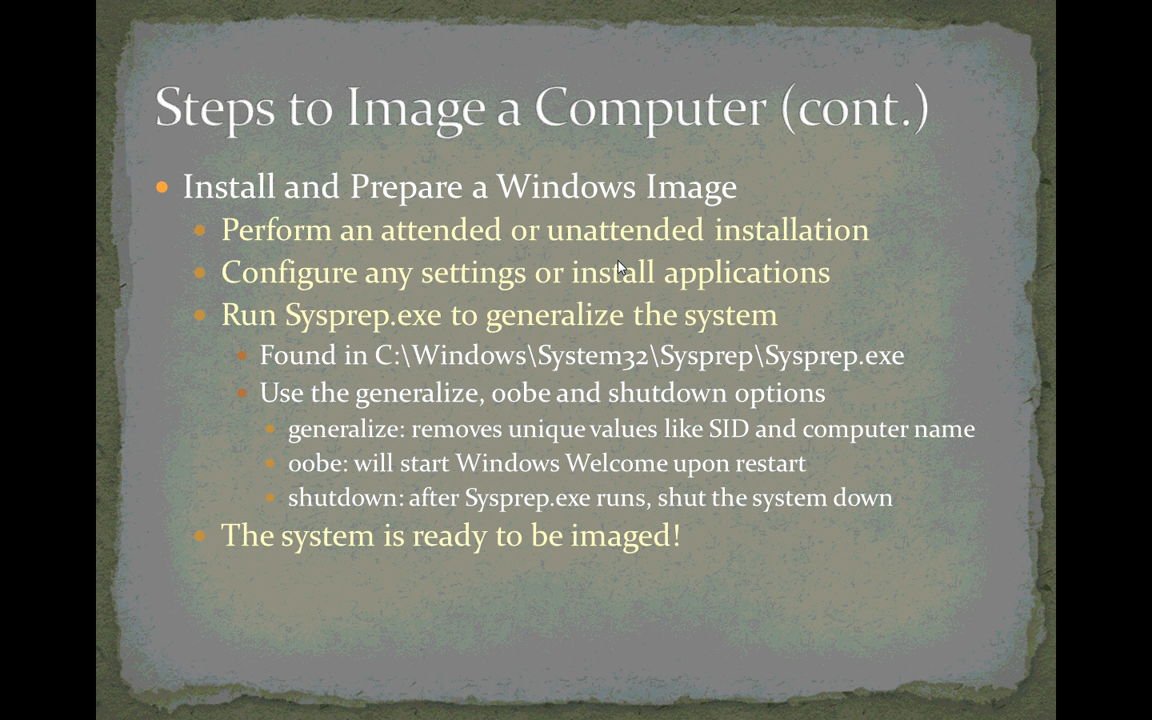 Steps to Image a Computer (cont.)
Install and Prepare a Windows Image
Perform an attended or unattended installation
Configure any settings or install applications
Run Sysprep.exe to generalize the system
Found in C:\Windows\System32\Sysprep\Sysprep.exe
Use the generalize, oobe and shutdown options
generalize: removes unique values like SID and computer name
oobe: will start Windows Welcome upon restart
shutdown: after Sysprep.exe runs, shut the system down
The system is ready to be imaged!